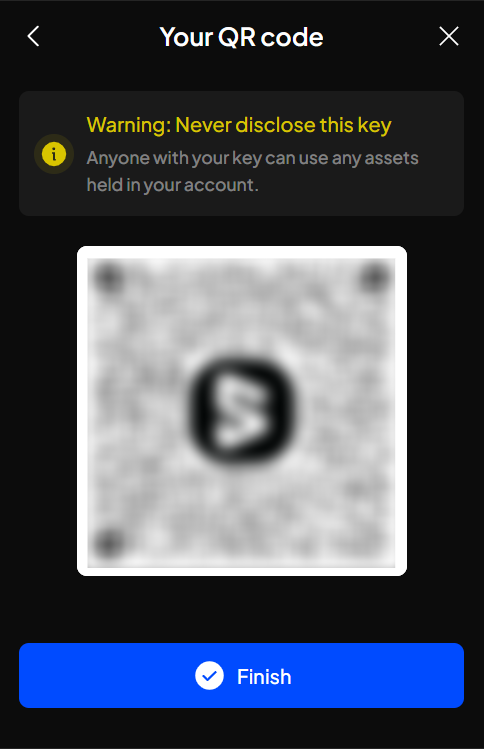 Your QR code
Warning: Never disclose this key
Anyone with your key can use any assets
held in your account.
Finish